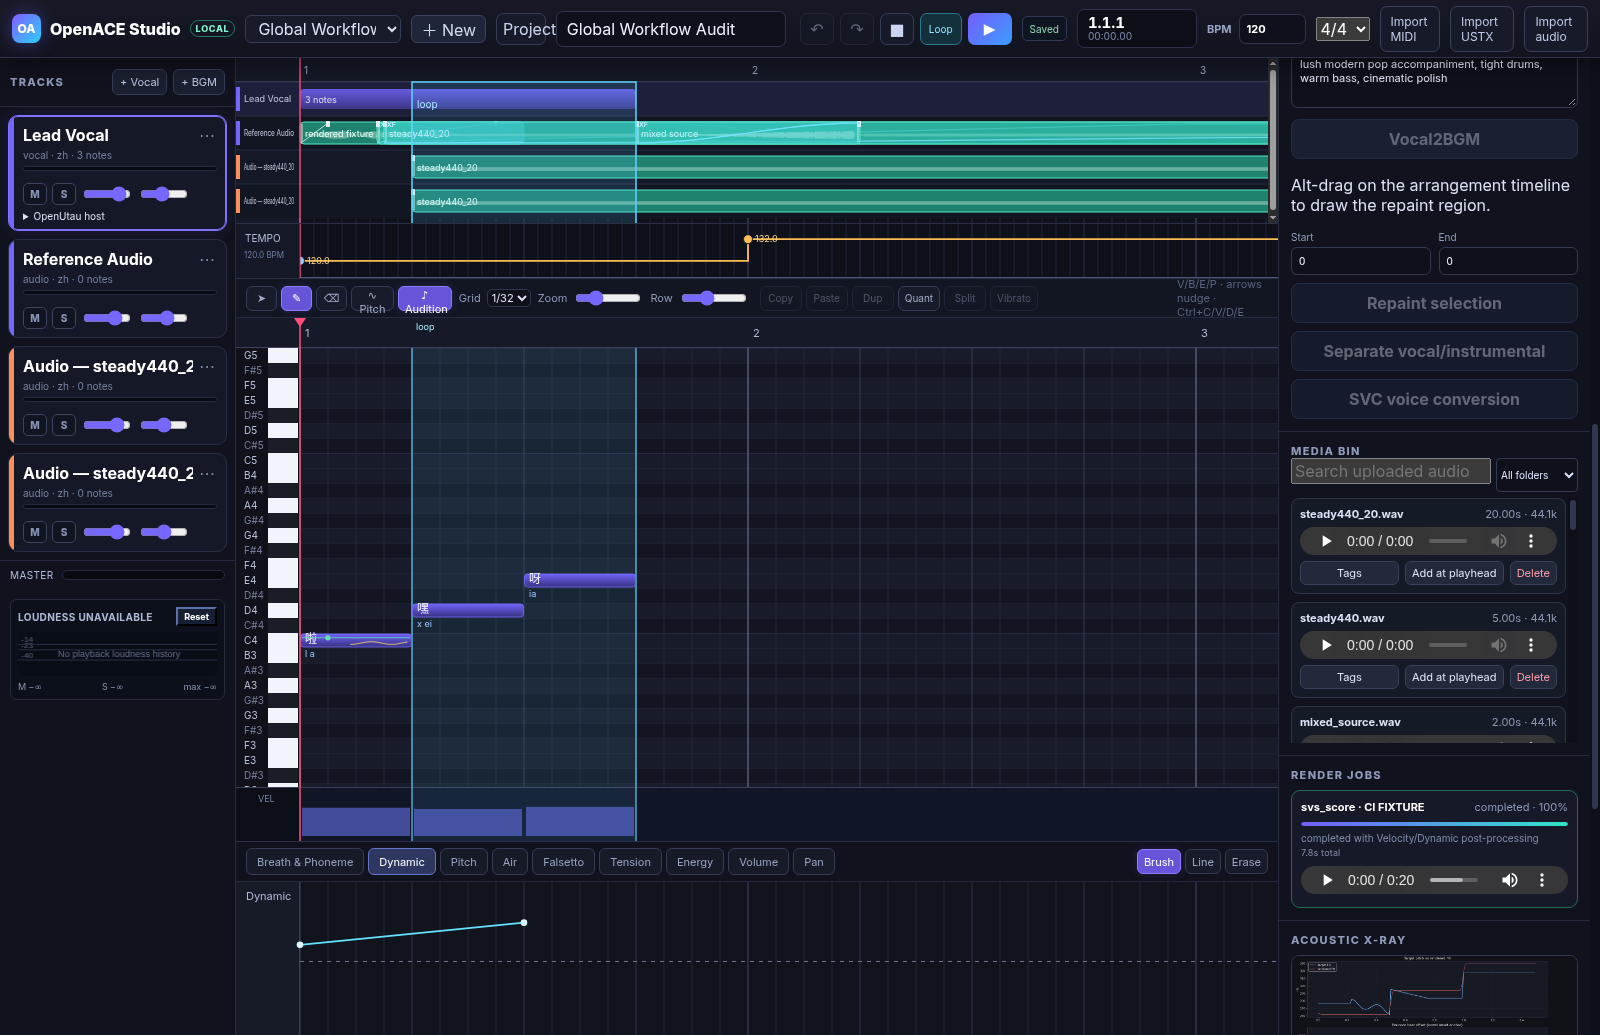 OA OpenACE Studio LOCAL Global Workflow + New Project Global Workflow Audit Loop Saved 1.1.1 00:00.00 BPM 120 4/4 Import MIDI Import USTX Import audio
TRACKS + Vocal + BGM
Lead Vocal
vocal · zh · 3 notes
M S
OpenUtau host
Reference Audio
audio · zh · 0 notes
M S
Audio — steady440_2
audio · zh · 0 notes
M S
Audio — steady440_2
audio · zh · 0 notes
M S
MASTER
LOUDNESS UNAVAILABLE Reset
-14
-23
-40
No playback loudness history
M −∞ S −∞ max −∞
1 2 3
Lead Vocal 3 notes loop
Reference Audio rendered fixture steady440_20 mixed source
Audio — steady440_20 steady440_20
Audio — steady440_20 steady440_20
TEMPO
120.0 BPM
120.0 132.0
Pitch Audition Grid 1/32 Zoom Row Copy Paste Dup Quant Split Vibrato
V/B/E/P · arrows
nudge ·
Ctrl+C/V/D/E
loop
1 2 3
G5
F#5
F5
E5
D#5
D5
C#5
C5
B4
A#4
A4
G#4
G4
F#4
F4
E4 呀
D#4 ia
D4 嘿
C#4 x ei
C4 啦
B3 l a
A#3
A3
G#3
G3
F#3
F3
E3
D#3
VEL
Breath & Phoneme Dynamic Pitch Air Falsetto Tension Energy Volume Pan Brush Line Erase
Dynamic
lush modern pop accompaniment, tight drums,
warm bass, cinematic polish
Vocal2BGM
Alt-drag on the arrangement timeline
to draw the repaint region.
Start End
0 0
Repaint selection
Separate vocal/instrumental
SVC voice conversion
MEDIA BIN
Search uploaded audio All folders
steady440_20.wav 20.00s · 44.1k
0:00 / 0:00
Tags Add at playhead Delete
steady440.wav 5.00s · 44.1k
0:00 / 0:00
Tags Add at playhead Delete
mixed_source.wav 2.00s · 44.1k
RENDER JOBS
svs_score · CI FIXTURE completed · 100%
completed with Velocity/Dynamic post-processing
7.8s total
0:00 / 0:20
ACOUSTIC X-RAY